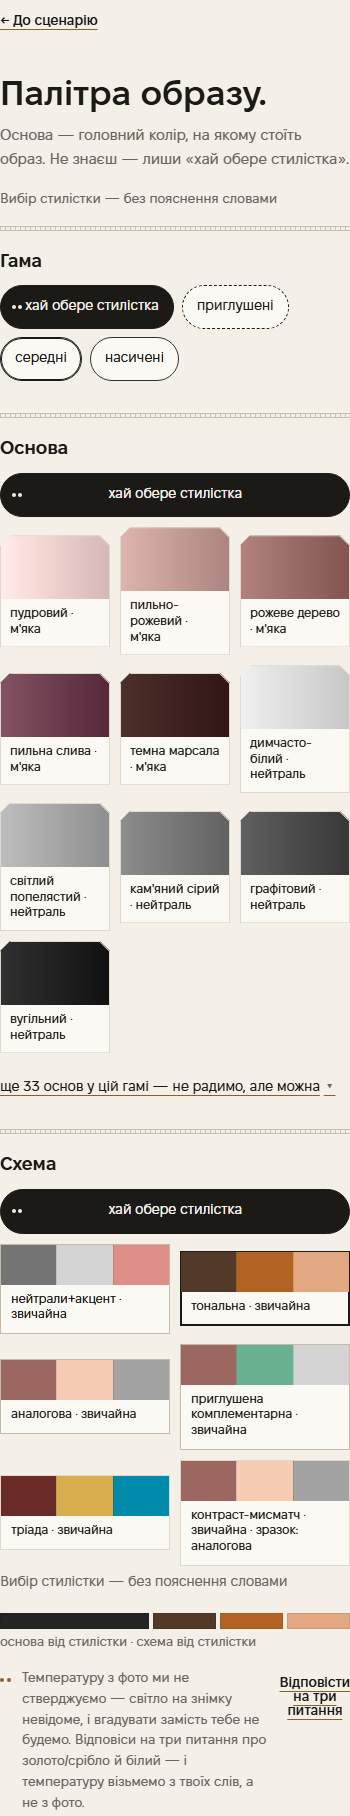 ← До сценарію
Палітра образу.
Основа — головний колір, на якому стоїть
образ. Не знаєш — лиши «хай обере стилістка».
Вибір стилістки — без пояснення словами
Гама
хай обере стилістка
приглушені
середні
насичені
Основа
хай обере стилістка
пудровий ·
м'яка
пильно-
рожевий ·
м'яка
рожеве дерево
· м'яка
пильна слива ·
м'яка
темна марсала
· м'яка
димчасто-
білий ·
нейтраль
світлий
попелястий ·
нейтраль
кам'яний сірий
· нейтраль
графітовий ·
нейтраль
вугільний ·
нейтраль
ще 33 основ у цій гамі — не радимо, але можна ▾
Схема
хай обере стилістка
нейтрали+акцент ·
звичайна
тональна · звичайна
аналогова · звичайна
приглушена
комплементарна ·
звичайна
тріада · звичайна
контраст-мисматч ·
звичайна · зразок:
аналогова
Вибір стилістки — без пояснення словами
основа від стилістки · схема від стилістки
Температуру з фото ми не
стверджуємо — світло на знімку
невідоме, і вгадувати замість тебе не
будемо. Відповіси на три питання про
золото/срібло й білий — і
температуру візьмемо з твоїх слів, а
не з фото.
Відповісти
на три
питання